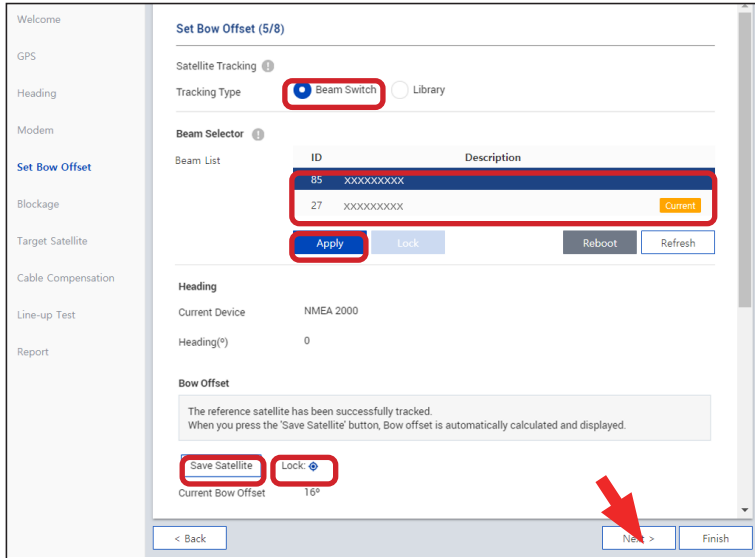 Welcome
GPS
Heading
Modem
Set Bow Offset
Blockage
Target Satellite
Cable Compensation
Line-up Test
Report
Set Bow Offset (5/8)
Satellite Tracking !
Tracking Type Beam Switch Library
Beam Selector !
Beam List
ID Description
85 XXXXXXXXX
27 XXXXXXXXX Current
Apply Lock Reboot Refresh
Heading
Current Device NMEA 2000
Heading(º) 0
Bow Offset
The reference satellite has been successfully tracked.
When you press the 'Save Satellite' button, Bow offset is automatically calculated and displayed.
Save Satellite Lock:
Current Bow Offset 16º
< Back Next > Finish